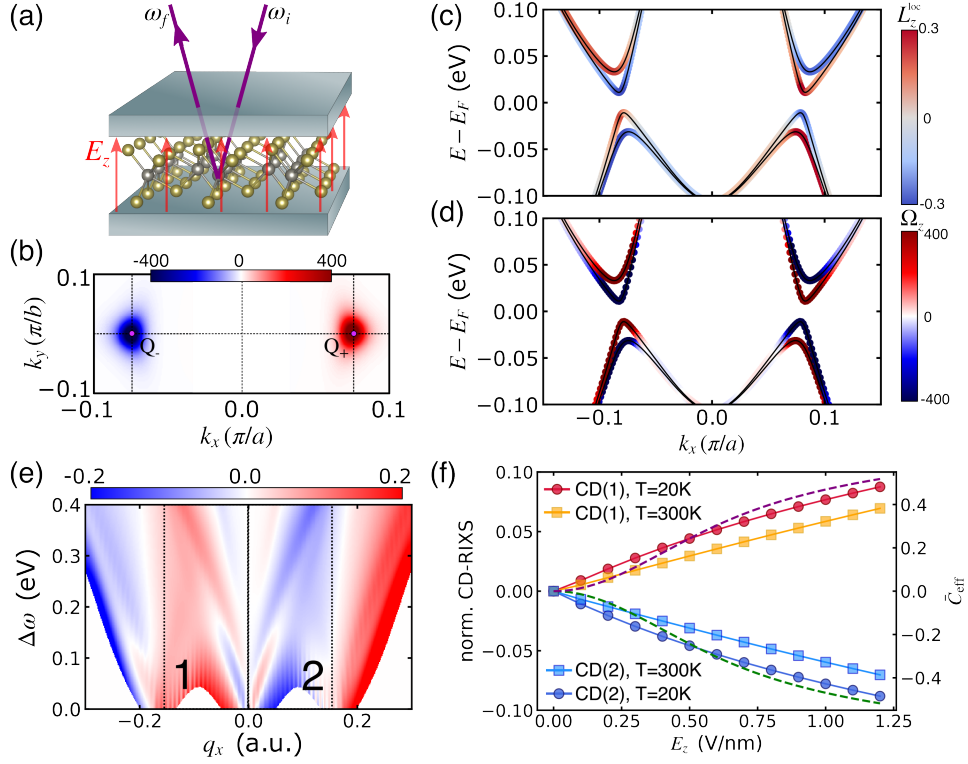 (a)
ω_f
ω_i
E_z
(b)
-400 0 400
0.1
0.0
−0.1
k_y (π/b)
Q_-
Q_+
−0.1 0.0 0.1
k_x (π/a)
(c)
0.10
0.05
0.00
−0.05
−0.10
E − E_F (eV)
L_z^loc
0.3
0
-0.3
(d)
0.10
0.05
0.00
−0.05
−0.10
E − E_F (eV)
Ω_z
400
0
-400
−0.1 0.0 0.1
k_x (π/a)
(e)
-0.2 0.0 0.2
0.4
0.3
0.2
0.1
0.0
Δω (eV)
1 2
−0.2 0.0 0.2
q_x (a.u.)
(f)
0.10
0.05
0.00
−0.05
−0.10
norm. CD-RIXS
CD(1), T=20K
CD(1), T=300K
CD(2), T=300K
CD(2), T=20K
0.4
0.2
0.0
−0.2
−0.4
C̄_eff
0.00 0.25 0.50 0.75 1.00 1.25
E_z (V/nm)